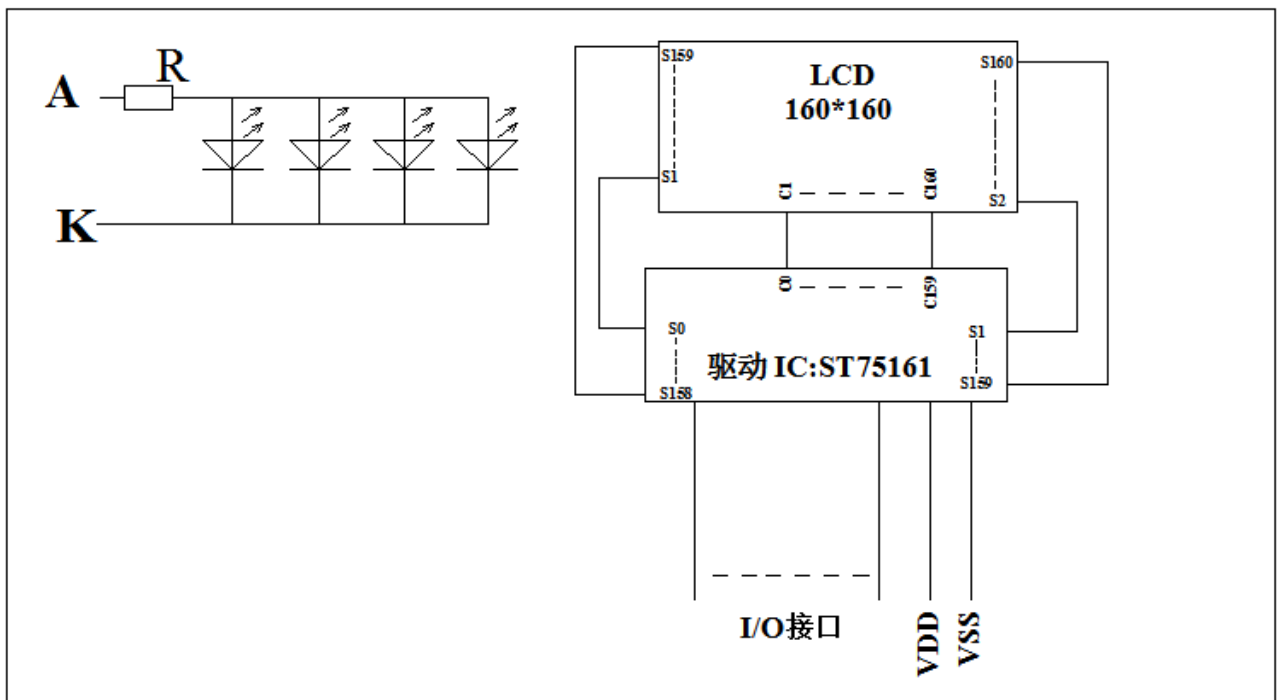 R
A
K
S159
LCD
160*160
S160
S1
C1
C160
S2
C0
C159
S0
S1
驱动 IC:ST75161
S158
S159
I/O接口
VDD
VSS